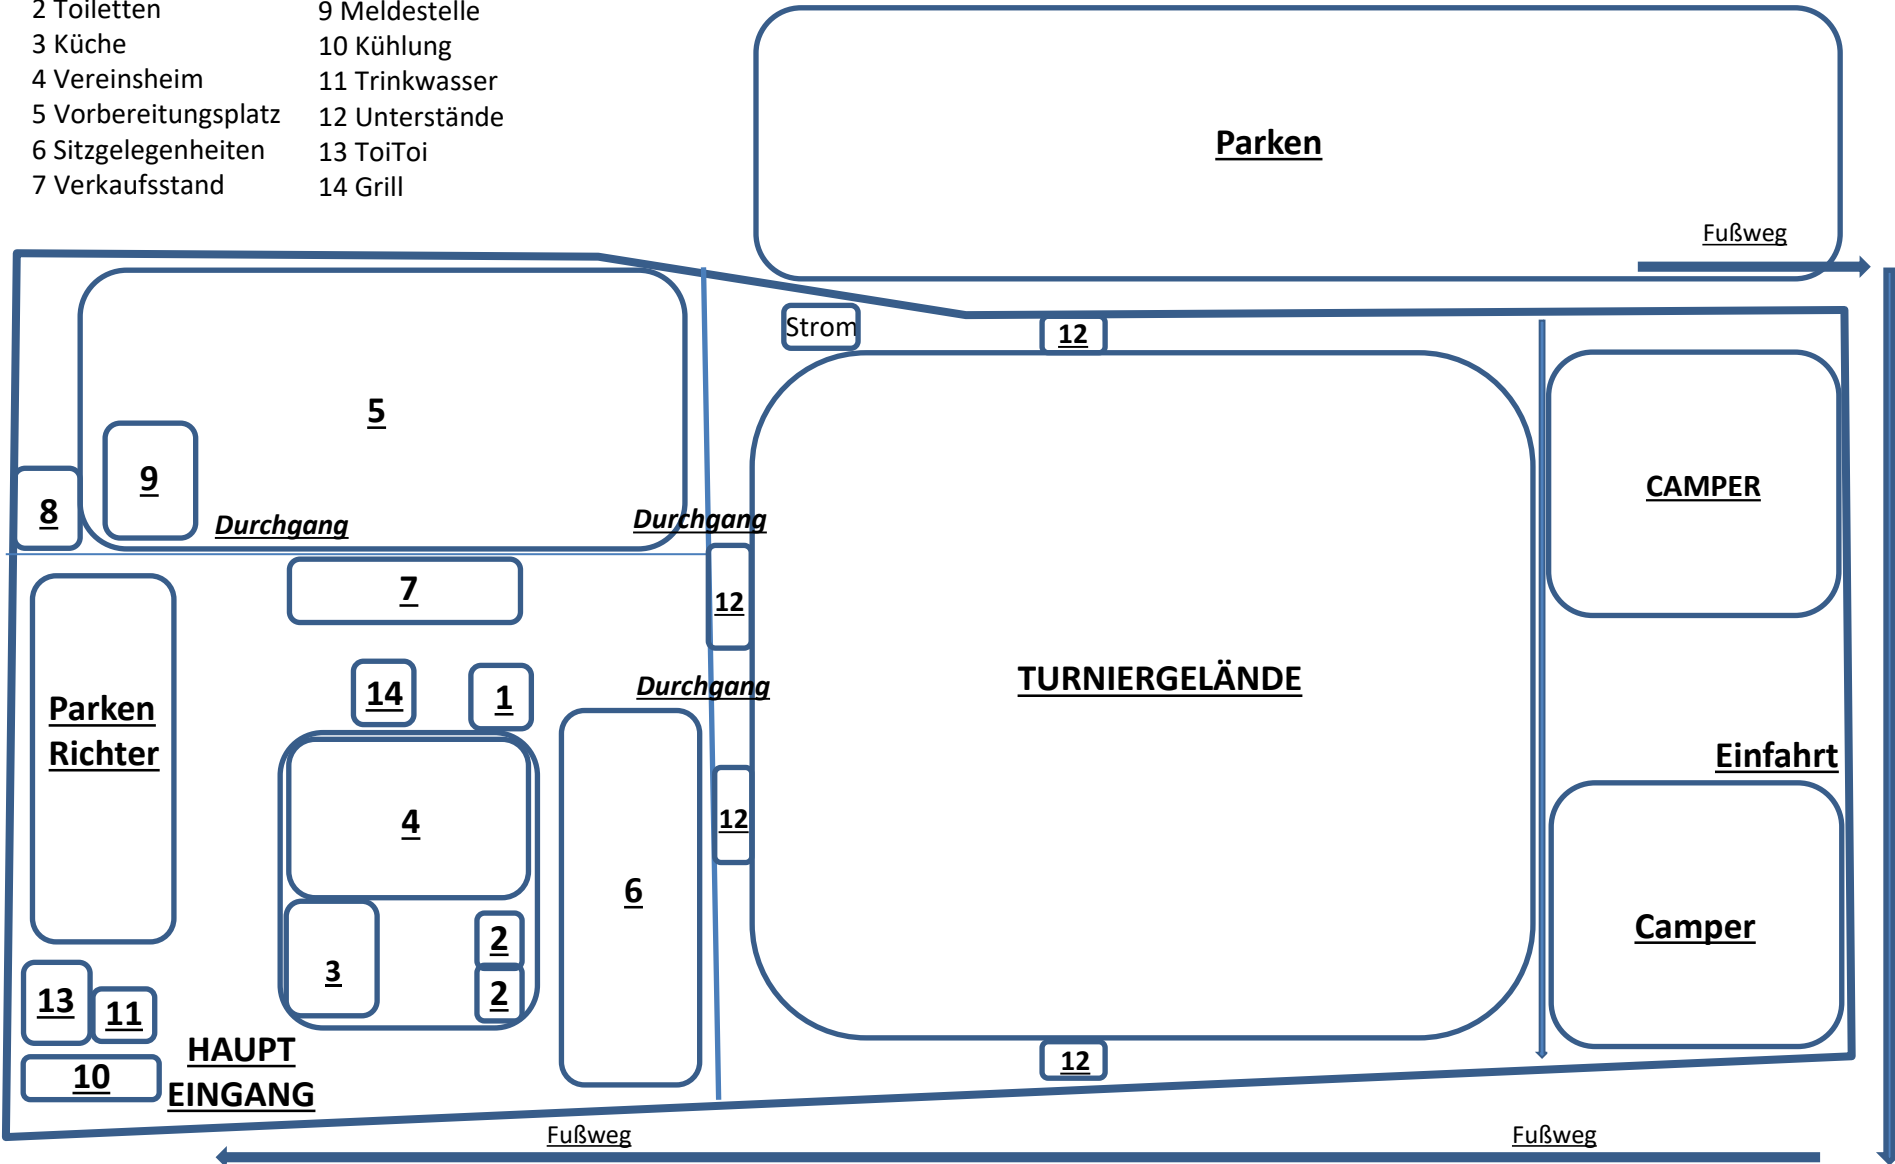 2 Toiletten
3 Küche
4 Vereinsheim
5 Vorbereitungsplatz
6 Sitzgelegenheiten
7 Verkaufsstand
9 Meldestelle
10 Kühlung
11 Trinkwasser
12 Unterstände
13 ToiToi
14 Grill
Parken
Fußweg
Strom
12
5
9
8
CAMPER
Durchgang
Durchgang
7
12
14
1
Durchgang
TURNIERGELÄNDE
Parken
Richter
Einfahrt
4
12
6
Camper
2
3
2
13
11
HAUPT
EINGANG
10
12
Fußweg
Fußweg